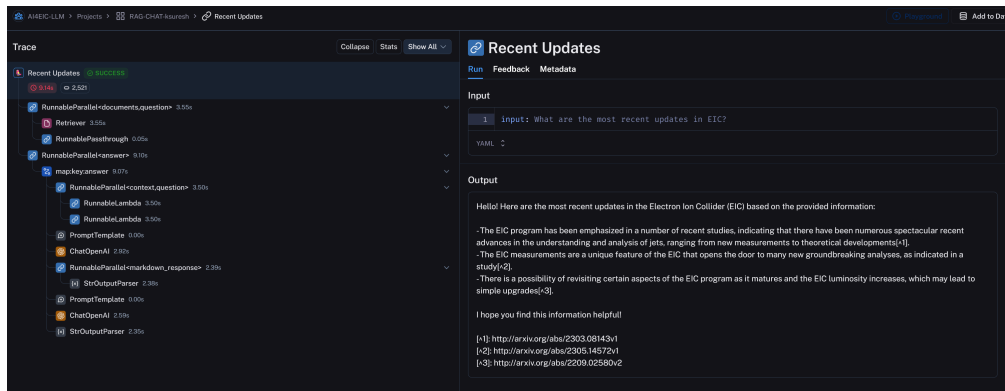 AI4EIC-LLM > Projects > RAG-CHAT-ksuresh > Recent Updates
Playground
Add to Da
Trace
Collapse Stats Show All
Recent Updates SUCCESS
9.14s 2,521
RunnableParallel<documents,question> 3.55s
Retriever 3.55s
RunnablePassthrough 0.05s
RunnableParallel<answer> 9.10s
map:key:answer 9.07s
RunnableParallel<context,question> 3.50s
RunnableLambda 3.50s
RunnableLambda 3.50s
PromptTemplate 0.00s
ChatOpenAI 2.92s
RunnableParallel<markdown_response> 2.39s
StrOutputParser 2.38s
PromptTemplate 0.00s
ChatOpenAI 2.59s
StrOutputParser 2.35s
Recent Updates
Run Feedback Metadata
Input
1 input: What are the most recent updates in EIC?
YAML
Output
Hello! Here are the most recent updates in the Electron Ion Collider (EIC) based on the provided information:
- The EIC program has been emphasized in a number of recent studies, indicating that there have been numerous spectacular recent
advances in the understanding and analysis of jets, ranging from new measurements to theoretical developments[^1].
- The EIC measurements are a unique feature of the EIC that opens the door to many new groundbreaking analyses, as indicated in a
study[^2].
- There is a possibility of revisiting certain aspects of the EIC program as it matures and the EIC luminosity increases, which may lead to
simple upgrades[^3].
I hope you find this information helpful!
[^1]: http://arxiv.org/abs/2303.08143v1
[^2]: http://arxiv.org/abs/2305.14572v1
[^3]: http://arxiv.org/abs/2209.02580v2